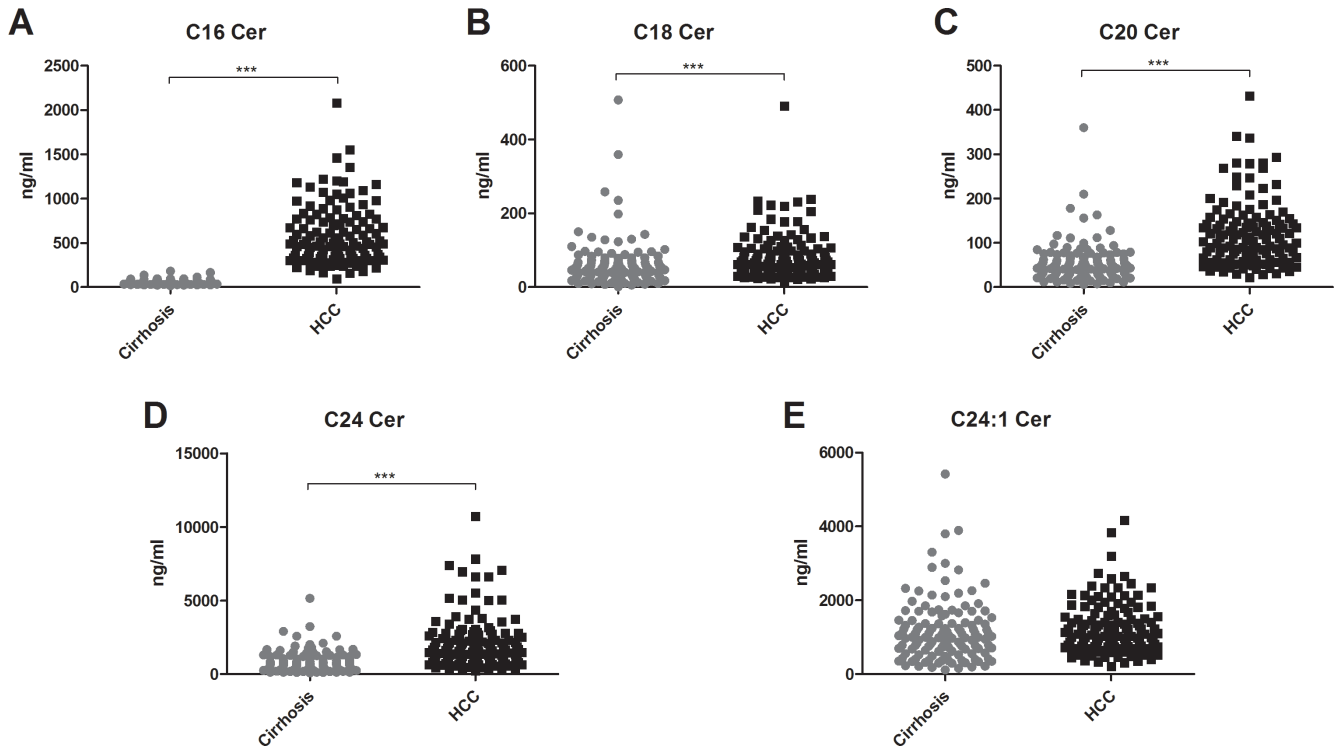 A
C16 Cer
2500
2000
1500
1000
500
0
ng/ml
***
Cirrhosis
HCC
B
C18 Cer
600
400
200
0
ng/ml
***
Cirrhosis
HCC
C
C20 Cer
500
400
300
200
100
0
ng/ml
***
Cirrhosis
HCC
D
C24 Cer
15000
10000
5000
0
ng/ml
***
Cirrhosis
HCC
E
C24:1 Cer
6000
4000
2000
0
ng/ml
Cirrhosis
HCC